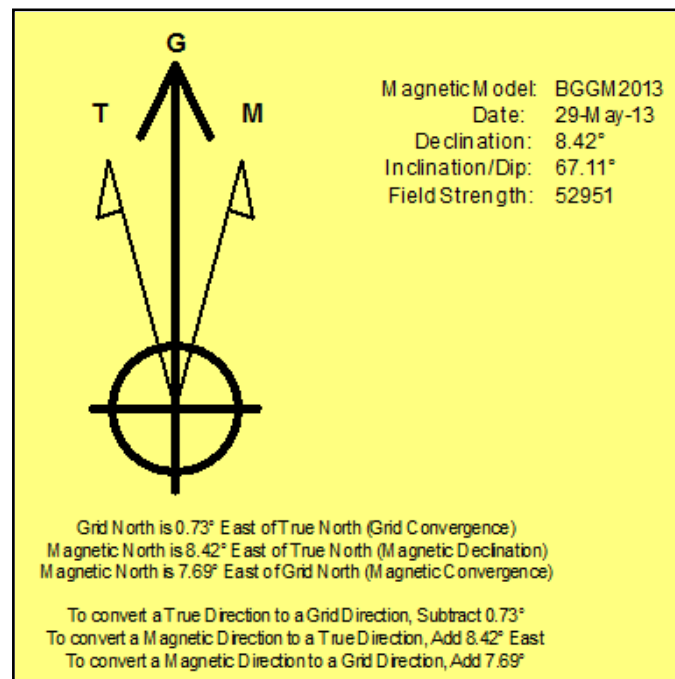 G
T
M
Magnetic Model: BGGM2013
Date: 29-May-13
Declination: 8.42°
Inclination/Dip: 67.11°
Field Strength: 52951
Grid North is 0.73° East of True North (Grid Convergence)
Magnetic North is 8.42° East of True North (Magnetic Declination)
Magnetic North is 7.69° East of Grid North (Magnetic Convergence)
To convert a True Direction to a Grid Direction, Subtract 0.73°
To convert a Magnetic Direction to a True Direction, Add 8.42° East
To convert a Magnetic Direction to a Grid Direction, Add 7.69°